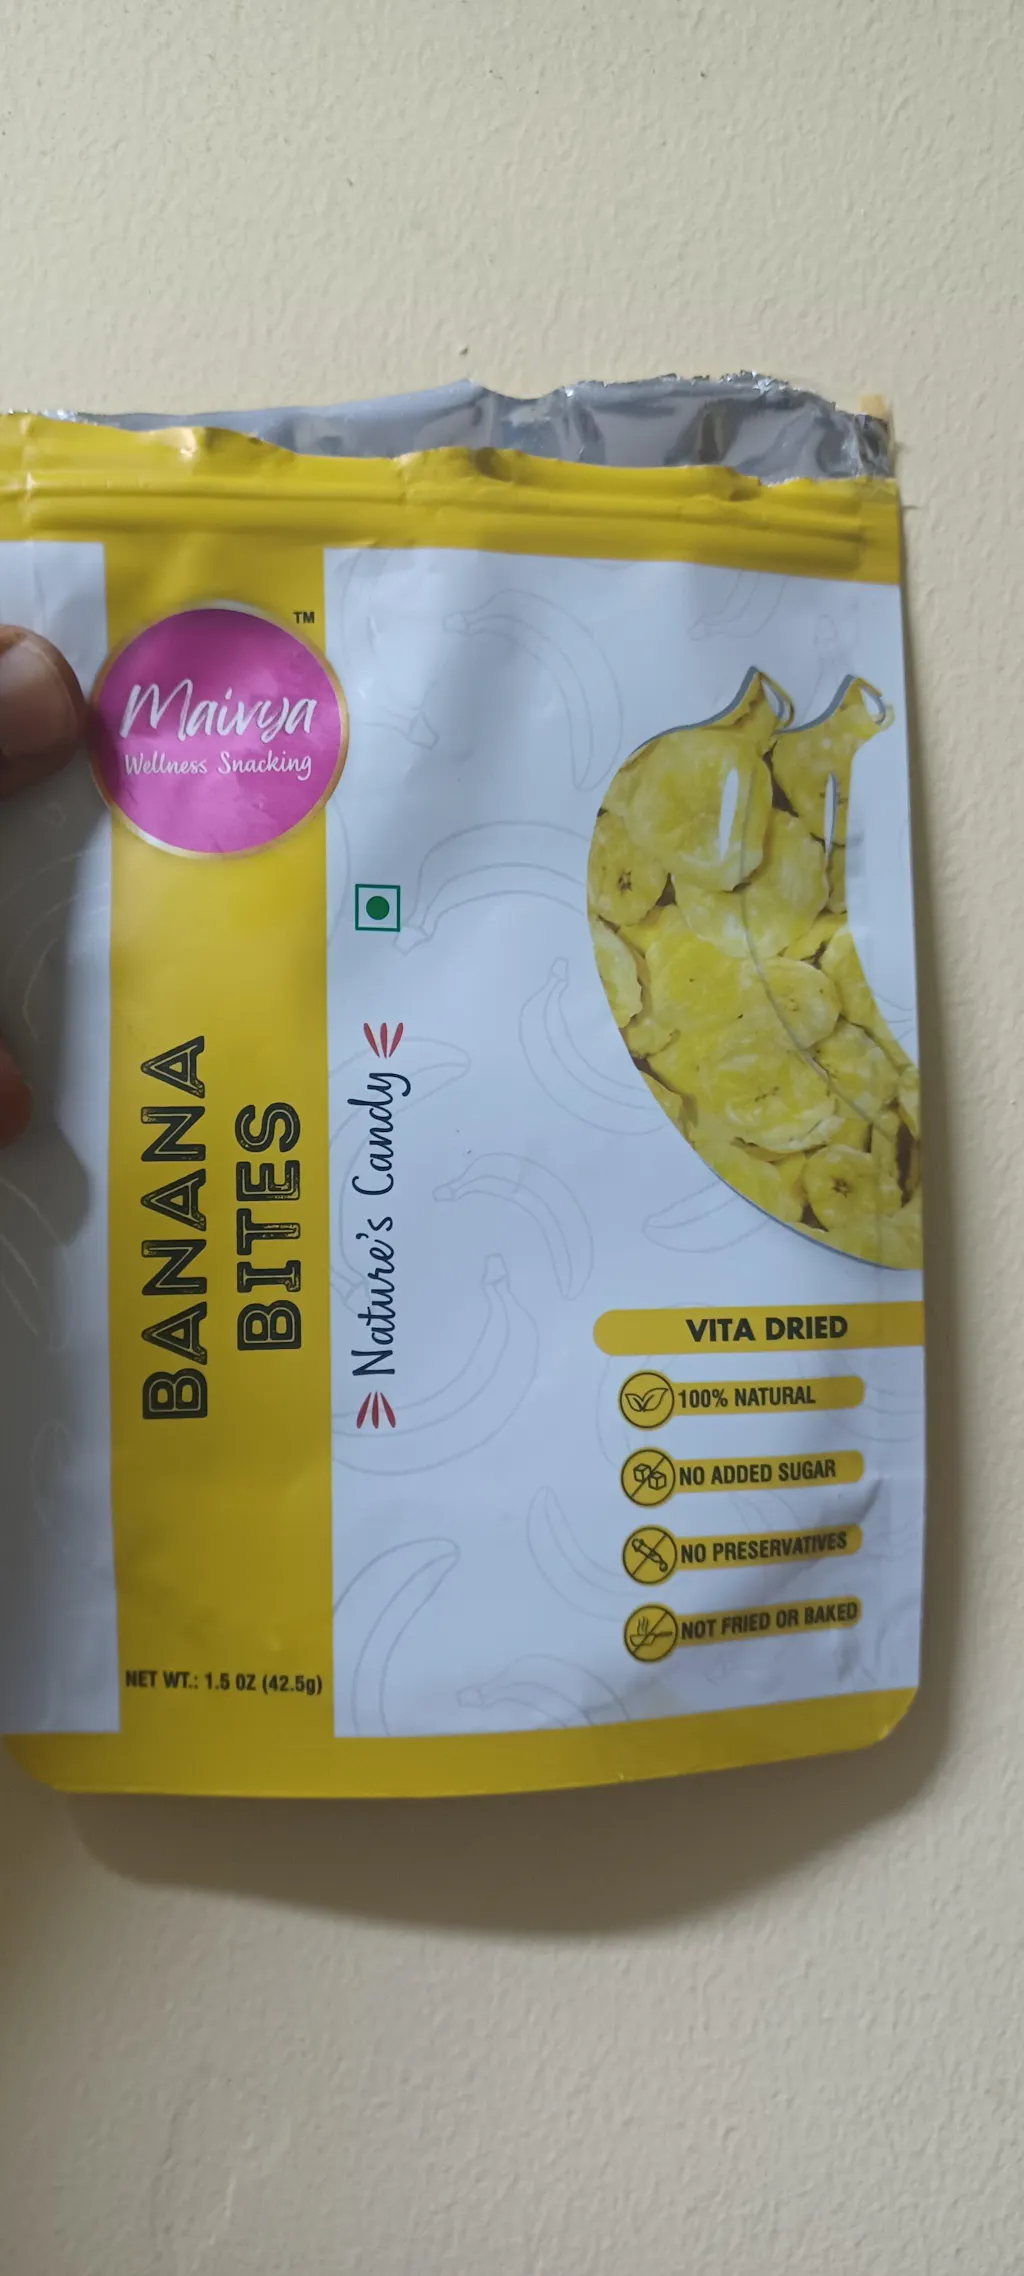 TM
Maivya
Wellness Snacking
BANANA
BITES
Nature's Candy
VITA DRIED
100% NATURAL
NO ADDED SUGAR
NO PRESERVATIVES
NOT FRIED OR BAKED
NET WT.: 1.5 OZ (42.5g)